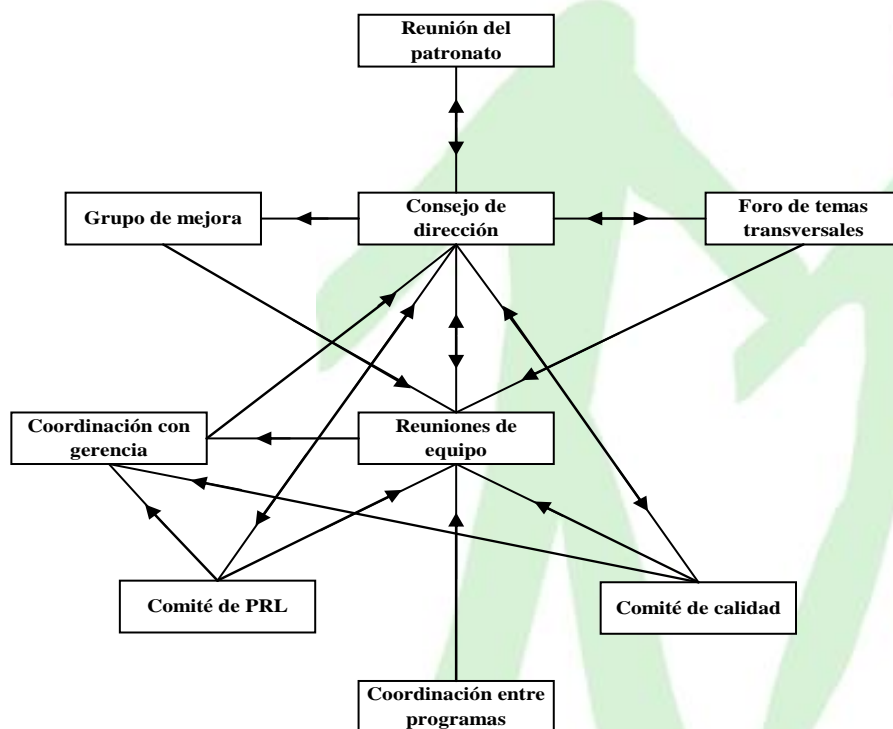 Reunión del
patronato
Grupo de mejora
Consejo de
dirección
Foro de temas
transversales
Coordinación con
gerencia
Reuniones de
equipo
Comité de PRL
Comité de calidad
Coordinación entre
programas